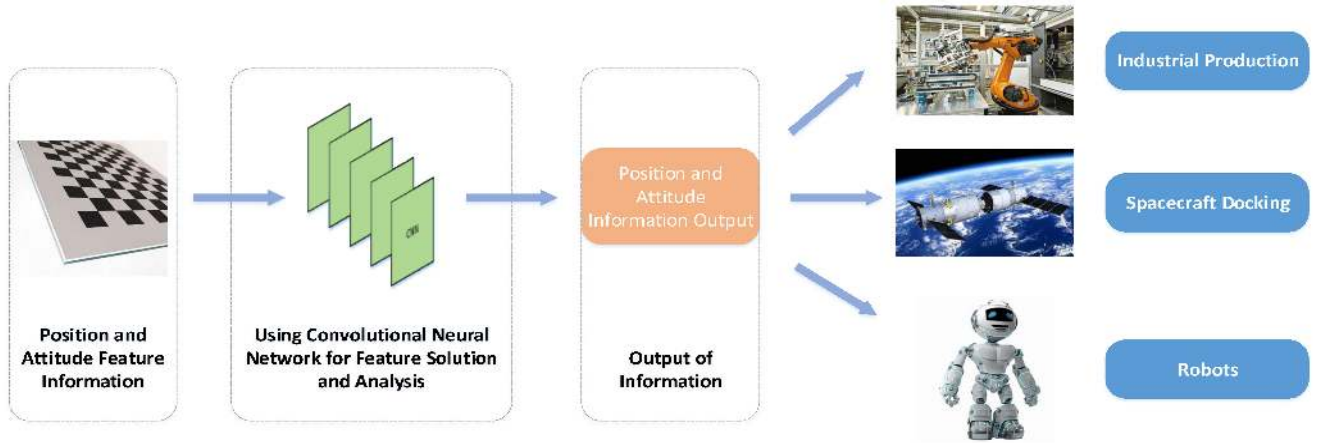 Position and
Attitude Feature
Information
CNN
Using Convolutional Neural
Network for Feature Solution
and Analysis
Position and
Attitude
Information Output
Output of
Information
Industrial Production
Spacecraft Docking
Robots